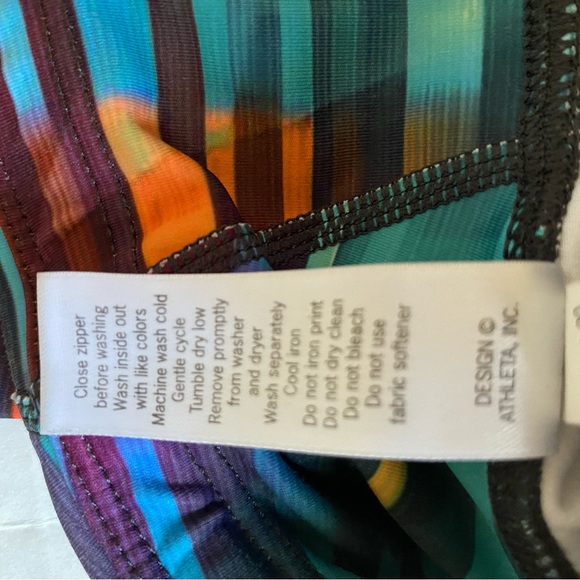 Close zipper
before washing
Wash inside out
with like colors
Machine wash cold
Gentle cycle
Tumble dry low
Remove promptly
from washer
and dryer
Wash separately
Cool iron
Do not iron print
Do not dry clean
Do not bleach
Do not use
fabric softener
DESIGN ©
ATHLETA, INC.